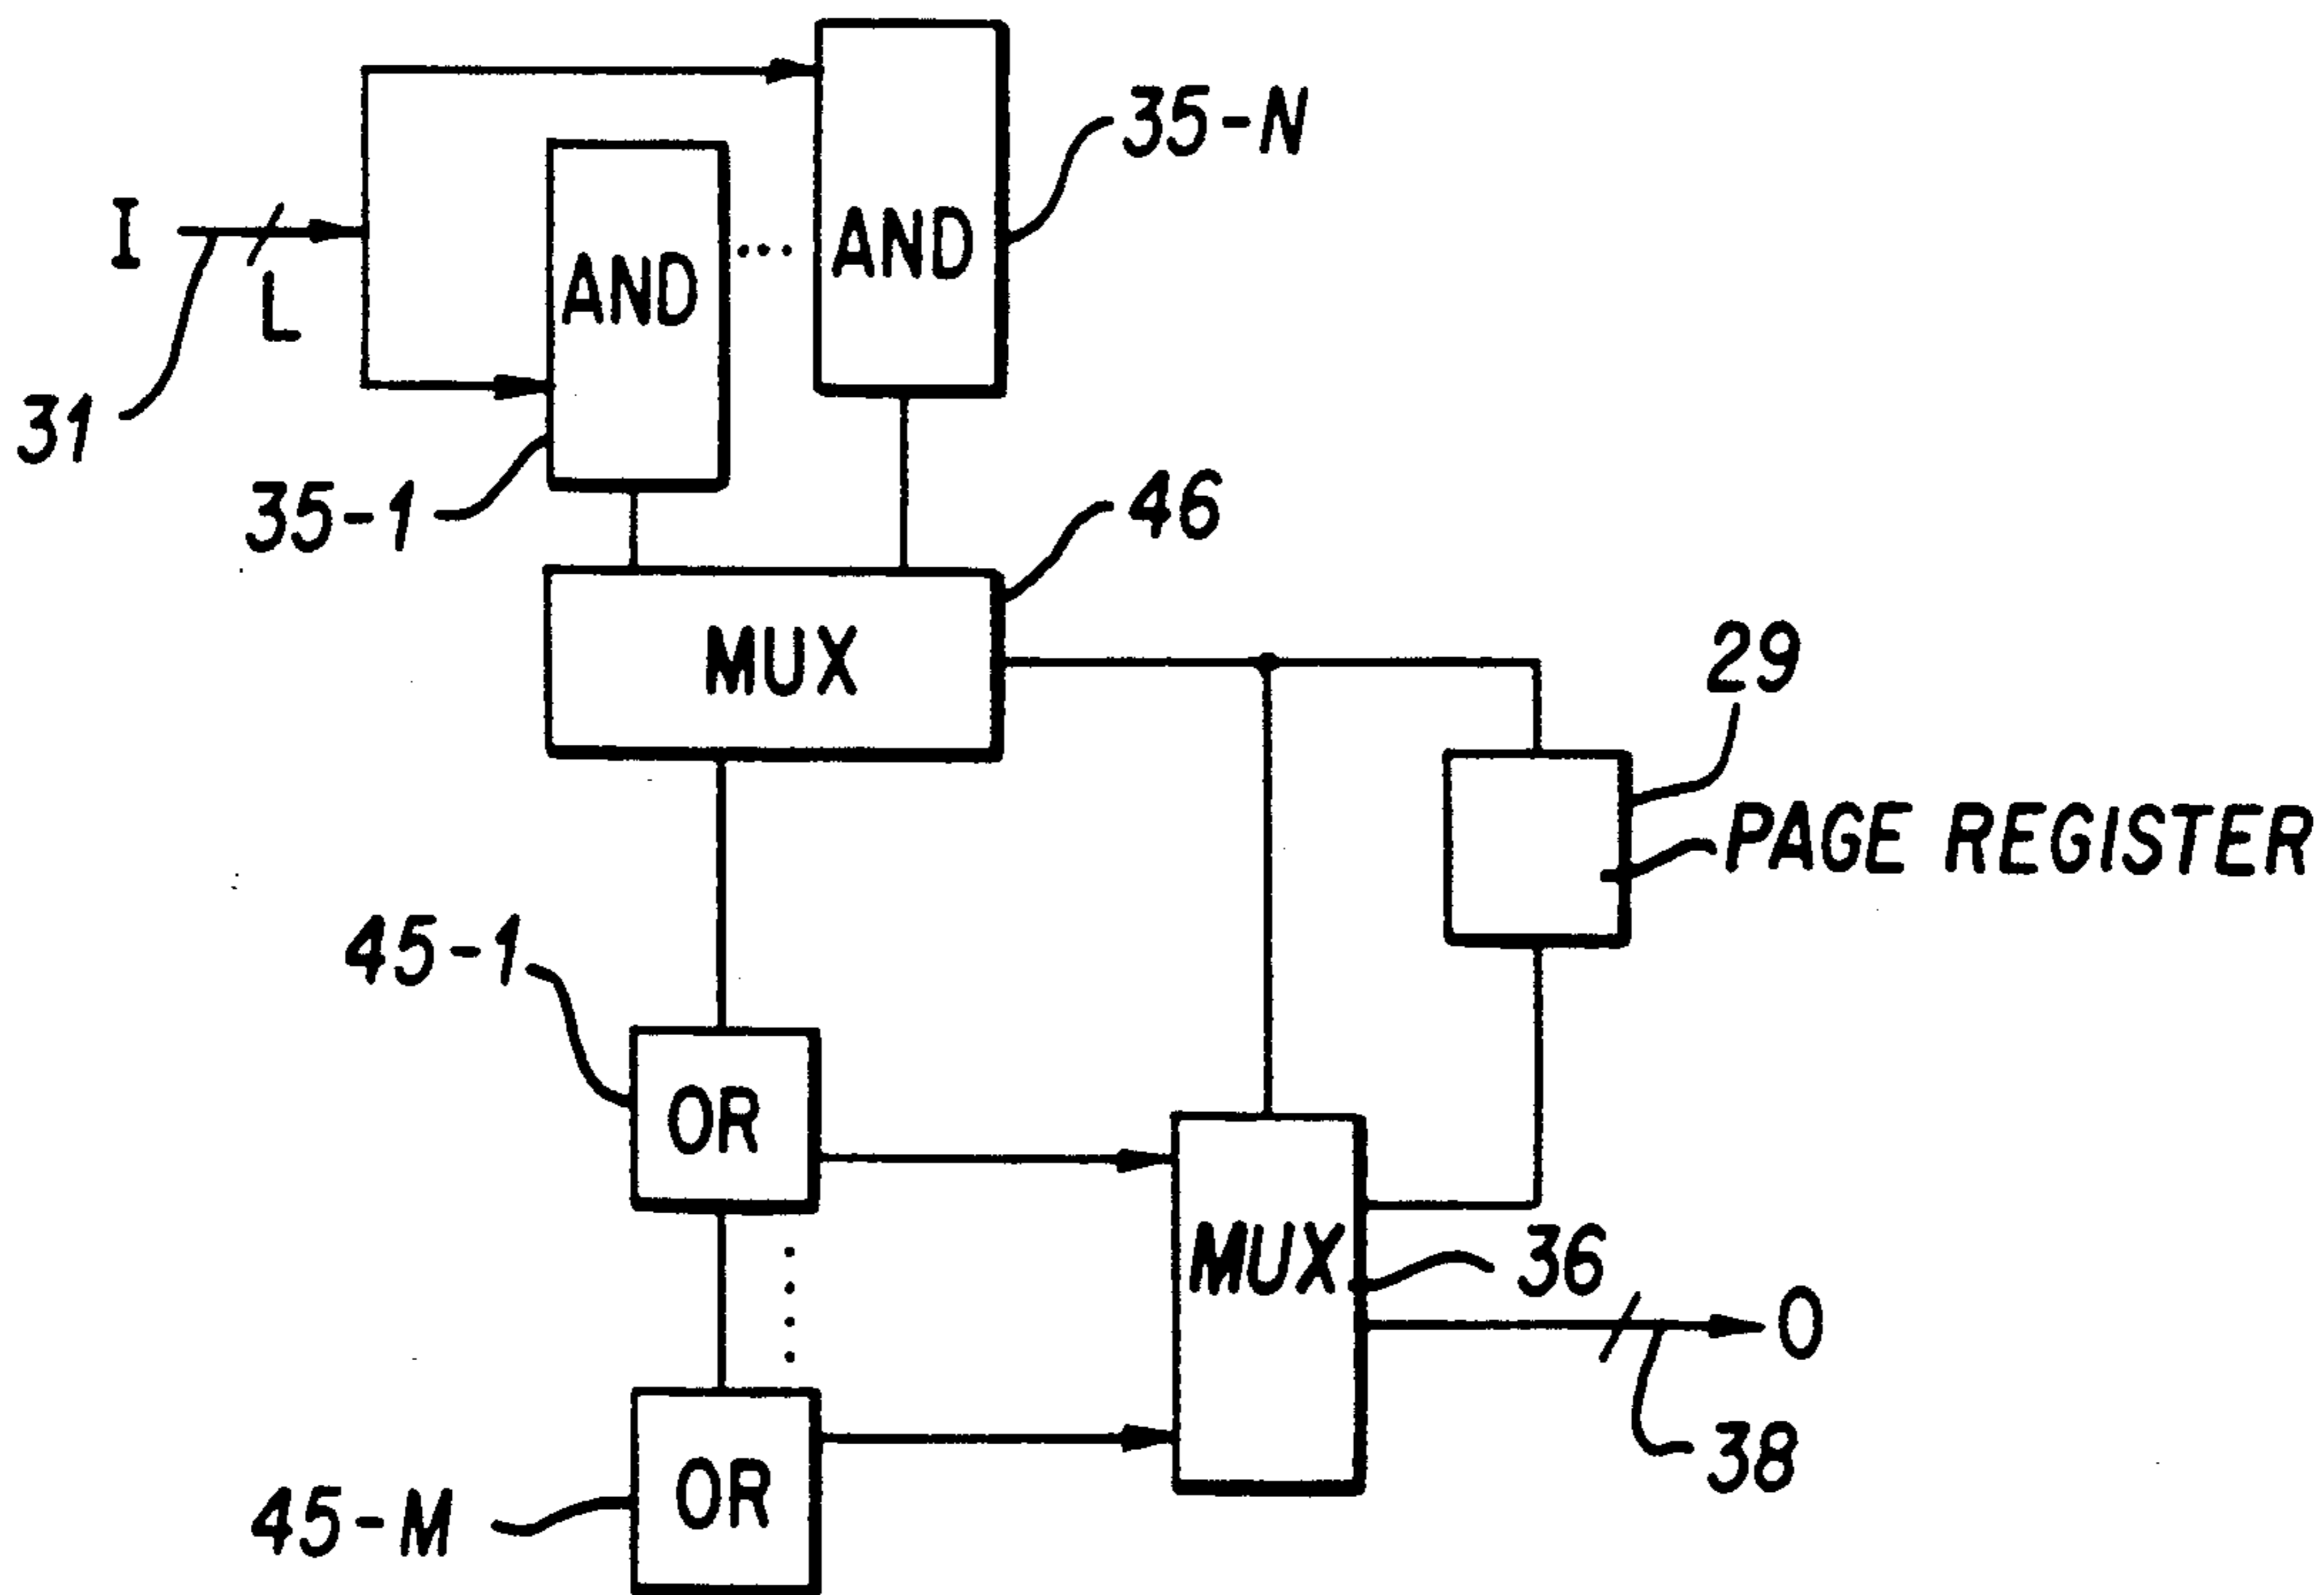 35-N
I
AND
AND
...
L
31
35-1
46
MUX
29
PAGE REGISTER
45-1
OR
MUX
36
O
38
OR
45-M